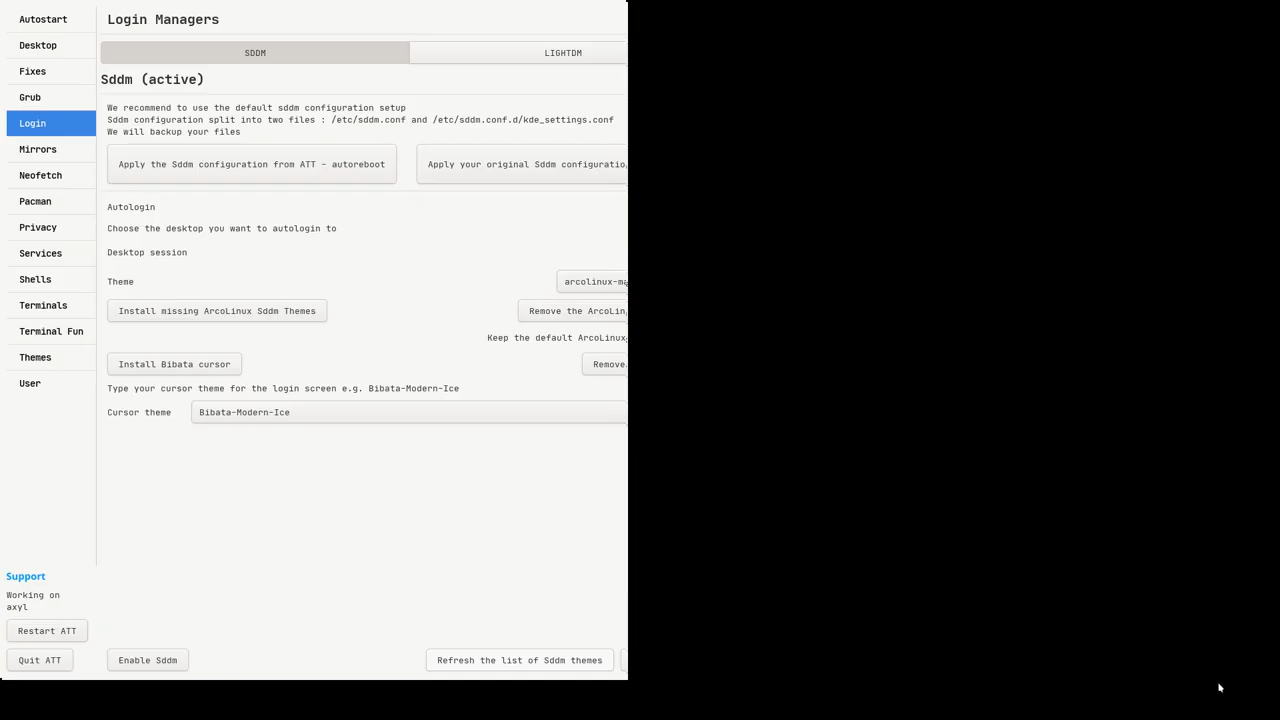 Autostart
Desktop
Fixes
Grub
Login
Mirrors
Neofetch
Pacman
Privacy
Services
Shells
Terminals
Terminal Fun
Themes
User
Support
Working on
axyl
Restart ATT
Quit ATT
Login Managers
SDDM LIGHTDM
Sddm (active)
We recommend to use the default sddm configuration setup
Sddm configuration split into two files : /etc/sddm.conf and /etc/sddm.conf.d/kde_settings.conf
We will backup your files
Apply the Sddm configuration from ATT - autoreboot Apply your original Sddm configuratio
Autologin
Choose the desktop you want to autologin to
Desktop session
Theme arcolinux-ma
Install missing ArcoLinux Sddm Themes Remove the ArcoLin
Keep the default ArcoLinux
Install Bibata cursor Remove
Type your cursor theme for the login screen e.g. Bibata-Modern-Ice
Cursor theme Bibata-Modern-Ice
Enable Sddm Refresh the list of Sddm themes